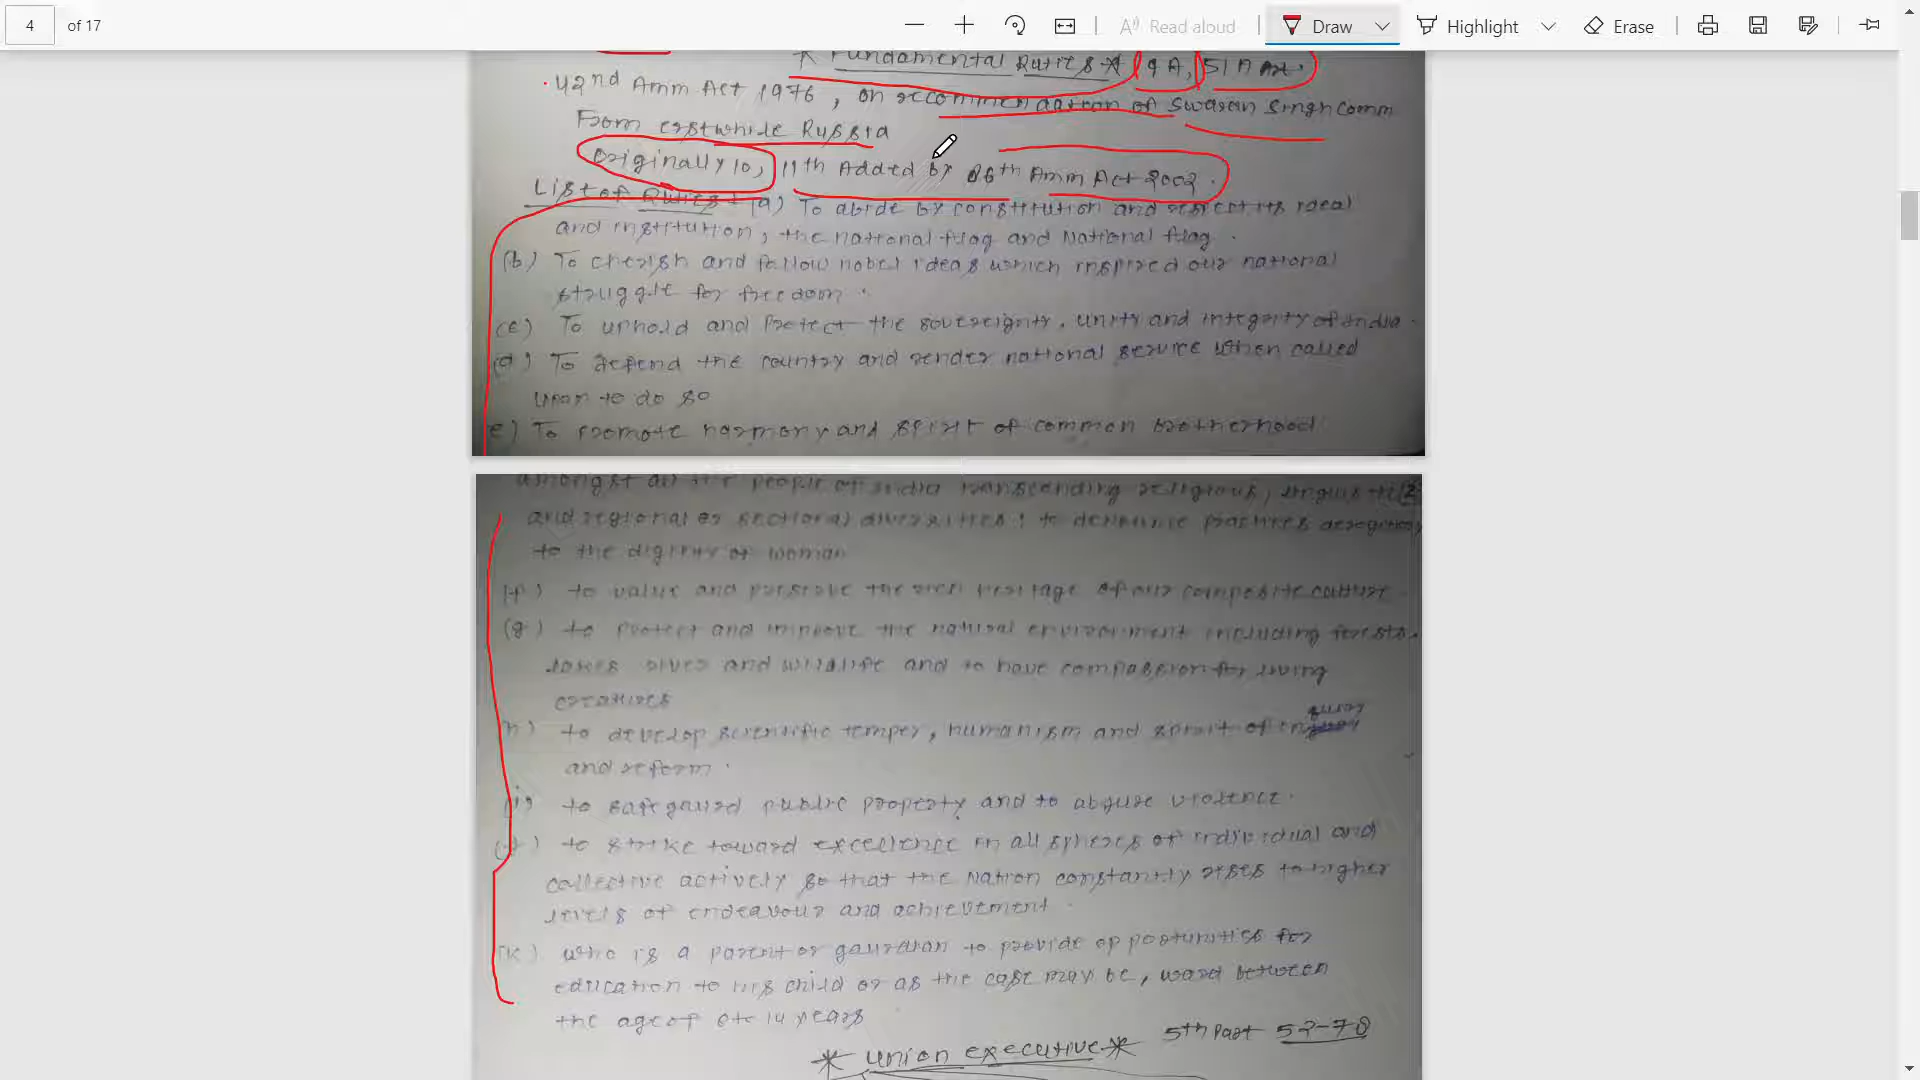 4 of 17 Read aloud Draw Highlight Erase
* Fundamental Duties * 4A, 51 A Art.
42nd Amm Act 1976, on recommendation of Swaran Singh Comm
From erstwhile Russia
Originally 10, 11th Added by 86th Amm Act 2002.
List of Duties : (a) To abide by constitution and respect its ideal
and institution, the national flag and National flag.
(b) To cherish and follow nobel ideas which inspired our national
struggle for freedom.
(c) To uphold and Protect the sovereignty, unity and integrity of India.
(d) To defend the country and render national service when called
upon to do so
e) To promote harmony and spirit of common brotherhood
amongst all the people of India transcending religious,
and regional or sectional diversities; to denounce practices
to the dignity of woman
(f) to value and preserve the rich heritage of our composite culture.
(g) to protect and improve the natural environment including forests.
lakes river and wildlife and to have compassion for living
creatures
h) to develop scientific temper, humanism and spirit of
and reform.
(i) to safegaurd public property and to abjure violence.
(j) to strike toward excellence in all spheres of individual and
collective actively so that the Nation constantly rises to higher
levels of endeavour and achievement.
(k) who is a parent or gaurdian to provide opportunities for
education to his child or as the case may be, ward between
the age of 6 to 14 years
* Union executive * 5th Part 52-78